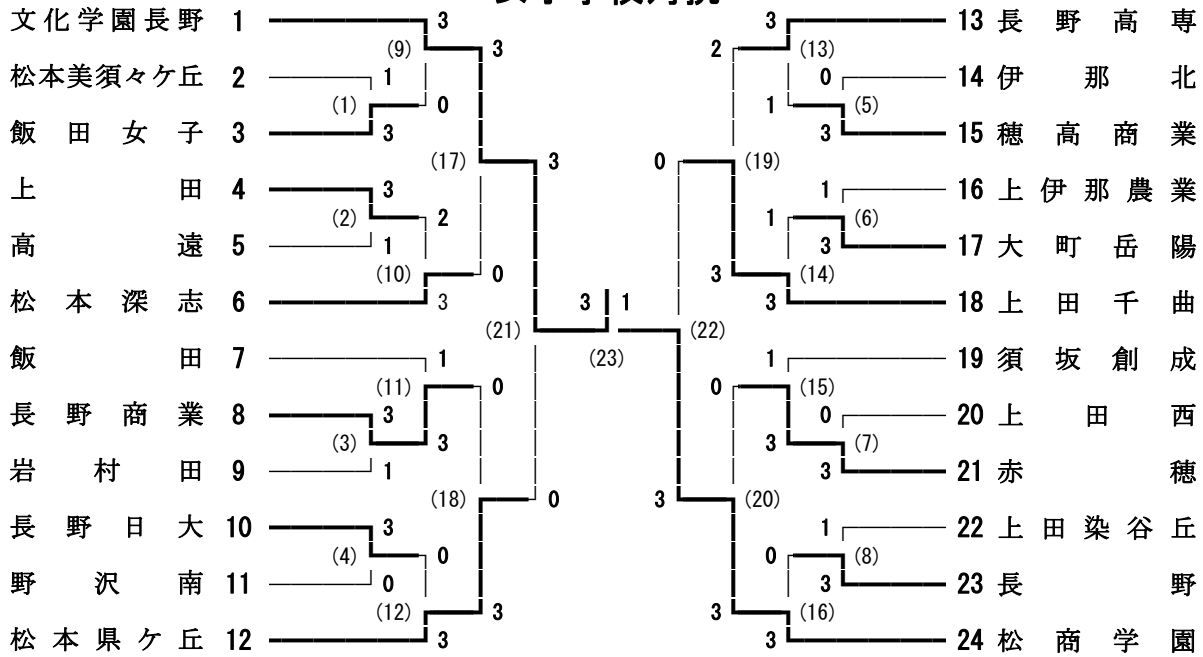 文化学園長野 1 3 3 13 長野高専
(9) 3 2 (13)
松本美須々ケ丘 2 1 0 14 伊那北
(1) 0 1 (5)
飯田女子 3 3 3 15 穂高商業
(17) 3 0 (19)
上田 4 3 1 16 上伊那農業
(2) 2 1 (6)
高遠 5 1 3 17 大町岳陽
(10) 0 3 (14)
松本深志 6 3 3 1 3 18 上田千曲
(21) (22)
飯田 7 1 (23) 1 19 須坂創成
(11) 0 0 (15)
長野商業 8 3 0 20 上田西
(3) 3 3 (7)
岩村田 9 1 3 21 赤穂
(18) 0 3 (20)
長野日大 10 3 1 22 上田染谷丘
(4) 0 0 (8)
野沢南 11 0 3 23 長野
(12) 3 3 (16)
松本県ケ丘 12 3 3 24 松商学園